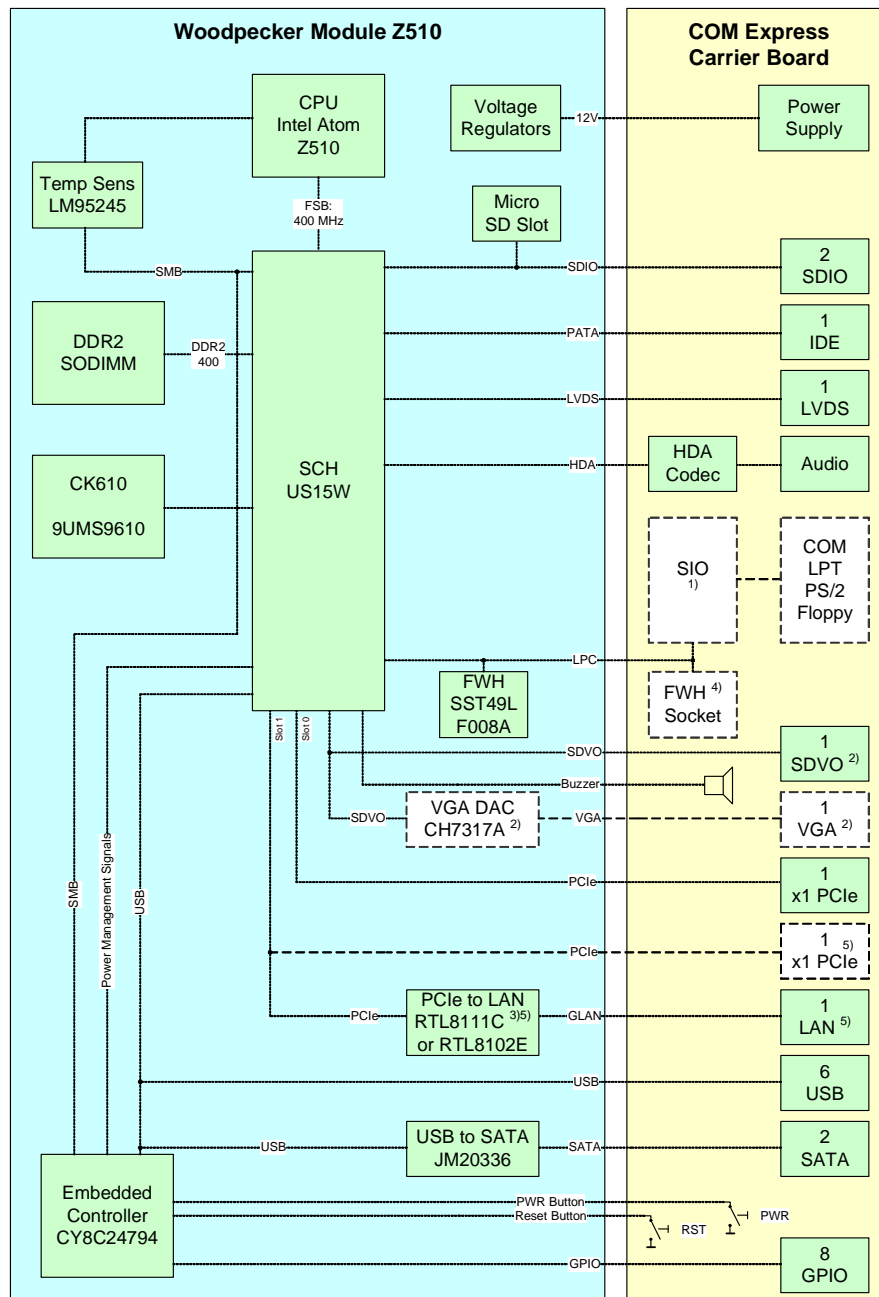 Woodpecker Module Z510
COM Express
Carrier Board
CPU
Intel Atom
Z510
Voltage
Regulators
12V
Power
Supply
Temp Sens
LM95245
FSB:
400 MHz
Micro
SD Slot
SMB
SDIO
2
SDIO
DDR2
SODIMM
DDR2
400
PATA
1
IDE
LVDS
1
LVDS
SCH
US15W
HDA
HDA
Codec
Audio
CK610
9UMS9610
SIO
1)
COM
LPT
PS/2
Floppy
LPC
FWH
SST49L
F008A
FWH 4)
Socket
Slot 1
Slot 0
SDVO
1
SDVO 2)
Buzzer
SDVO
VGA DAC
CH7317A 2)
VGA
1
VGA 2)
SMB
Power Management Signals
USB
PCIe
1
x1 PCIe
PCIe
1 5)
x1 PCIe
PCIe
PCIe to LAN
RTL8111C 3)5)
or RTL8102E
GLAN
1
LAN 5)
USB
6
USB
USB
USB to SATA
JM20336
SATA
2
SATA
Embedded
Controller
CY8C24794
PWR Button
Reset Button
RST
PWR
GPIO
8
GPIO